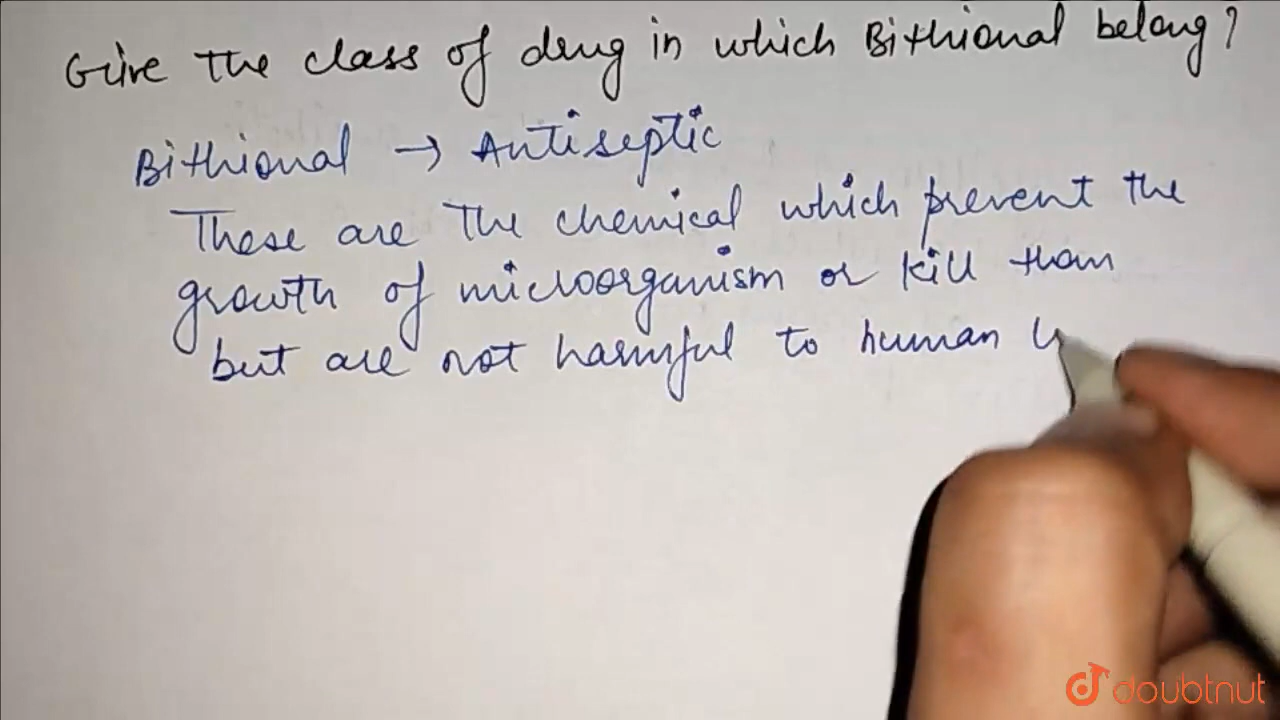 Give the class of drug in which Bithional belong?
Bithional → Antiseptic
These are the chemical which prevent the
growth of microorganism or kill tham
but are not harmful to human
doubtnut